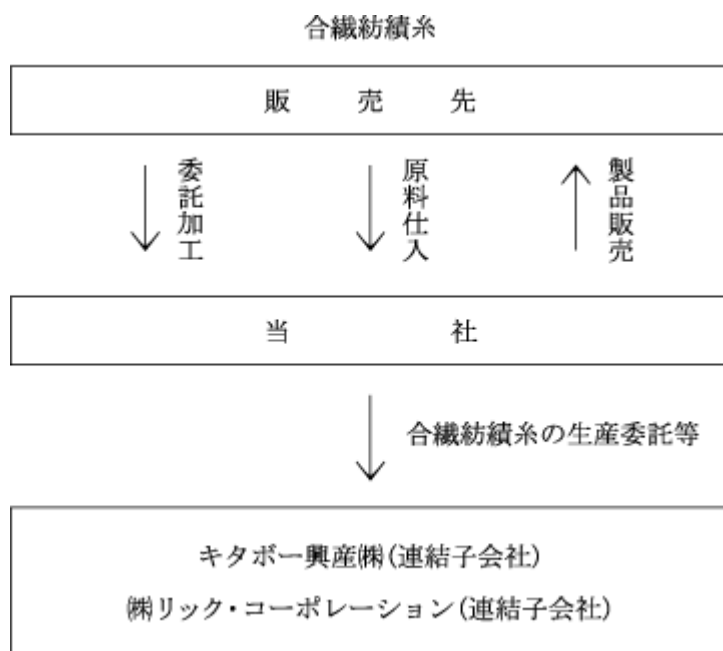 合繊紡績糸
販売先
委託加工
原料仕入
製品販売
当社
合繊紡績糸の生産委託等
キタボー興産㈱(連結子会社)
㈱リック・コーポレーション(連結子会社)